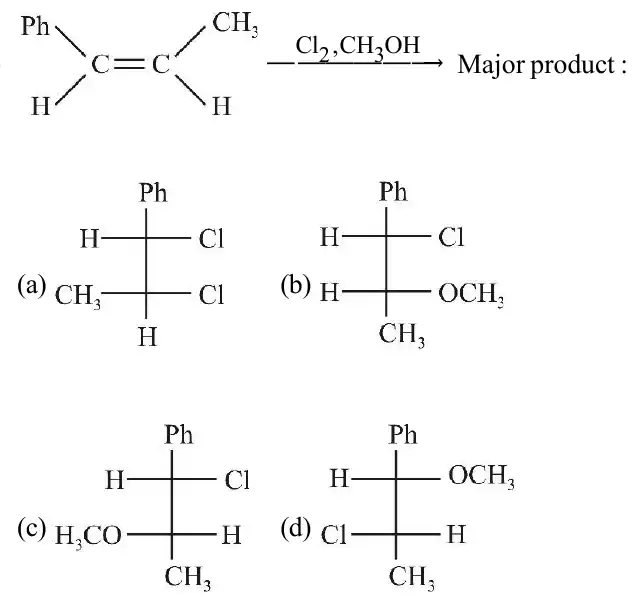 Ph CH3
C=C Cl2,CH3OH Major product :
H H
Ph Ph
H Cl H Cl
(a) CH3 Cl (b) H OCH3
H CH3
Ph Ph
H Cl H OCH3
(c) H3CO H (d) Cl H
CH3 CH3